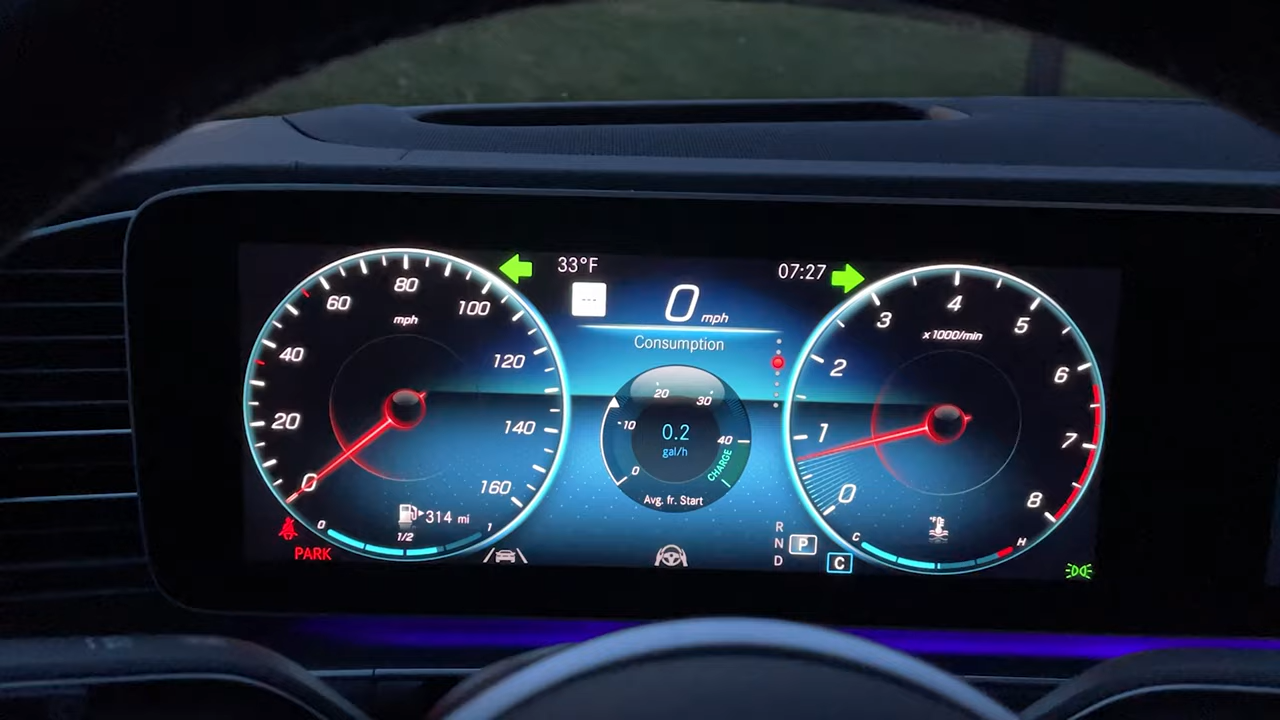 33°F
07:27
---
0 mph
Consumption
0
20
40
60
80
100
120
140
160
mph
314 mi
0 1/2 1
PARK
0
-10
20
30
40
CHARGE
0.2
gal/h
Avg. fr. Start
R
N
D
P
C
0
1
2
3
4
5
6
7
8
x1000/min
°F
C
H